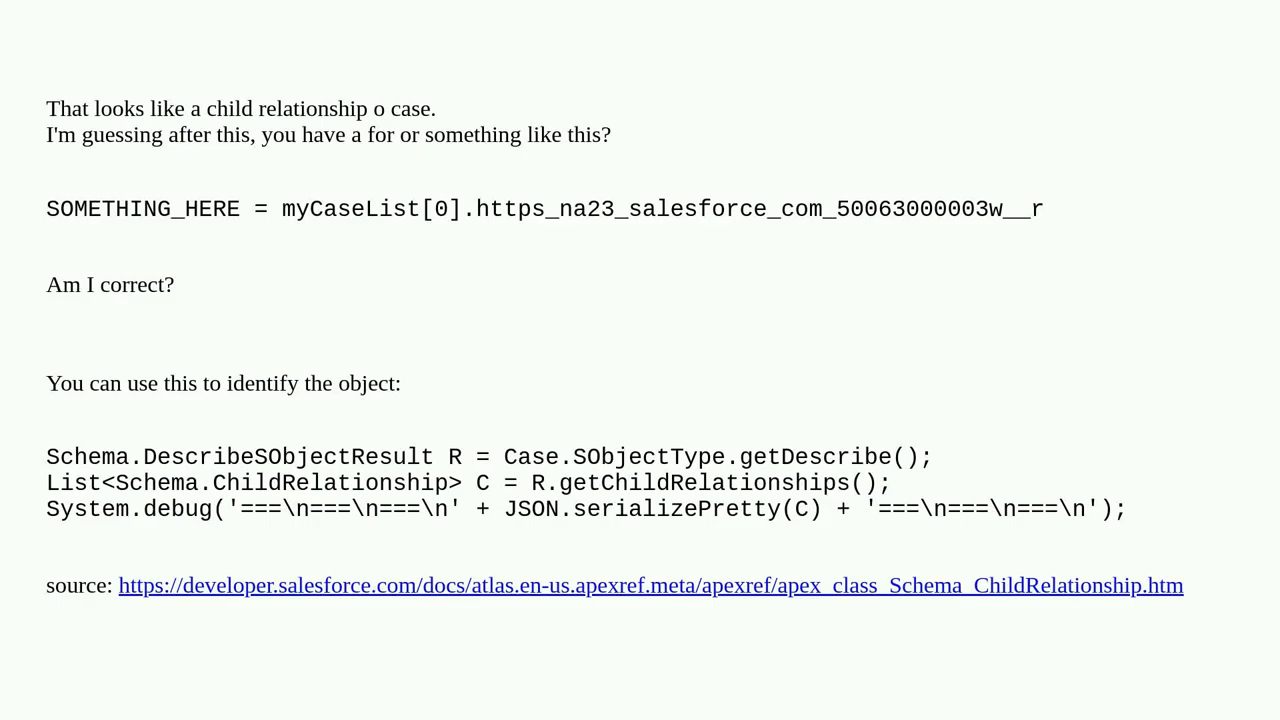 That looks like a child relationship o case.
I'm guessing after this, you have a for or something like this?
SOMETHING_HERE = myCaseList[0].https_na23_salesforce_com_50063000003w__r
Am I correct?
You can use this to identify the object:
Schema.DescribeSObjectResult R = Case.SObjectType.getDescribe();
List<Schema.ChildRelationship> C = R.getChildRelationships();
System.debug('===\n===\n===\n' + JSON.serializePretty(C) + '===\n===\n===\n');
source: https://developer.salesforce.com/docs/atlas.en-us.apexref.meta/apexref/apex_class_Schema_ChildRelationship.htm